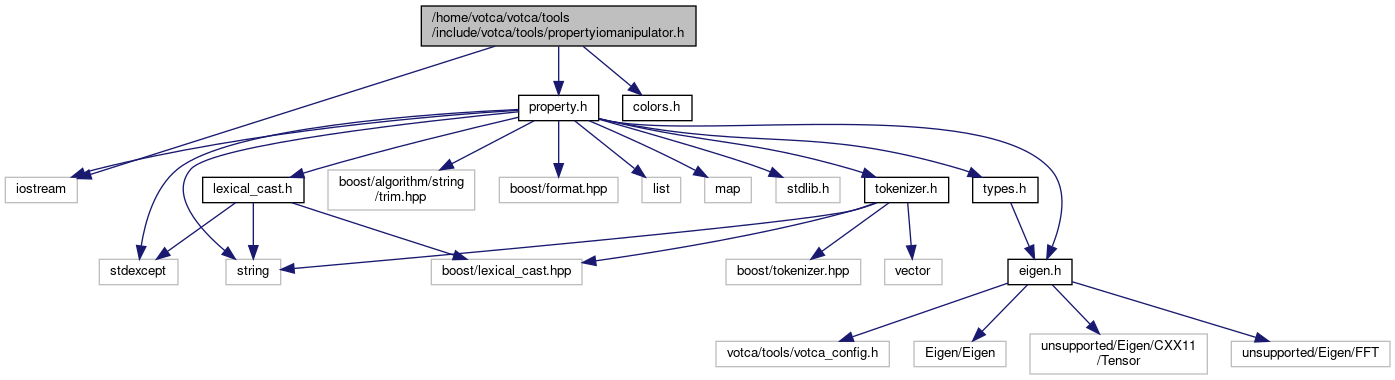 /home/votca/votca/tools
/include/votca/tools/propertyiomanipulator.h
property.h
colors.h
iostream
lexical_cast.h
boost/algorithm/string
/trim.hpp
boost/format.hpp
list
map
stdlib.h
tokenizer.h
types.h
stdexcept
string
boost/lexical_cast.hpp
boost/tokenizer.hpp
vector
eigen.h
votca/tools/votca_config.h
Eigen/Eigen
unsupported/Eigen/CXX11
/Tensor
unsupported/Eigen/FFT